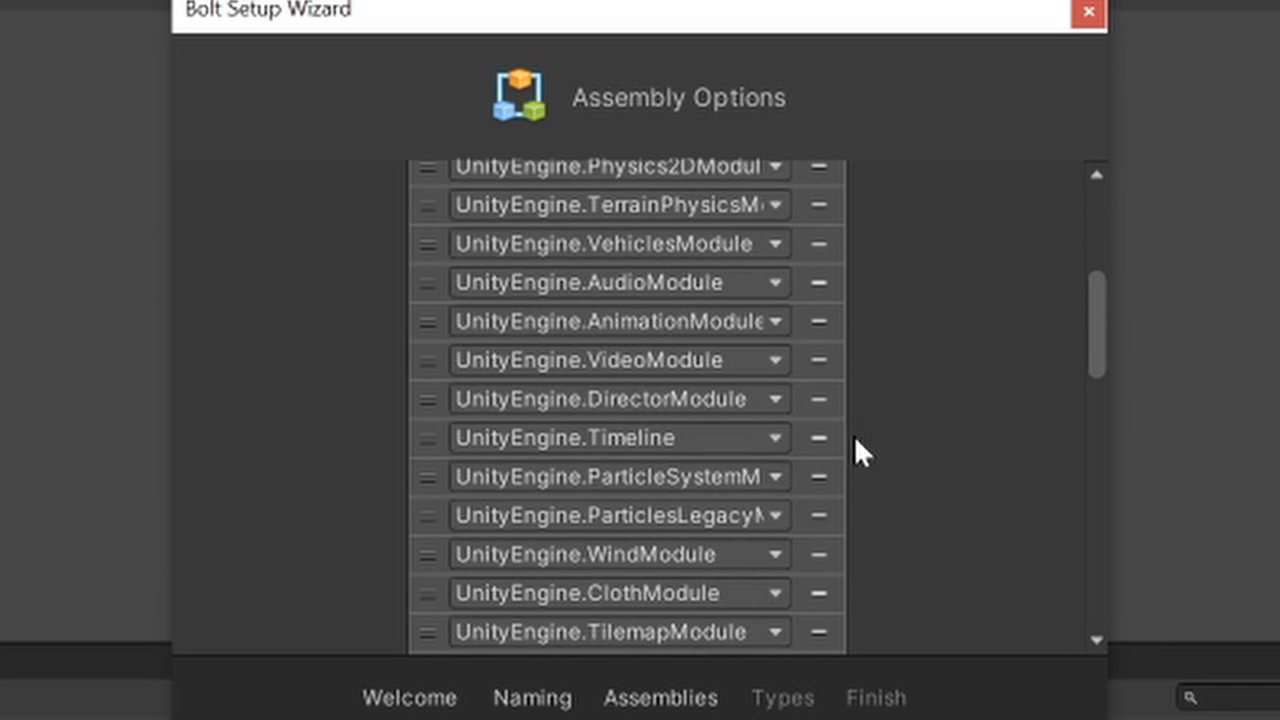 Bolt Setup Wizard
Assembly Options
UnityEngine.Physics2DModul
UnityEngine.TerrainPhysicsM
UnityEngine.VehiclesModule
UnityEngine.AudioModule
UnityEngine.AnimationModule
UnityEngine.VideoModule
UnityEngine.DirectorModule
UnityEngine.Timeline
UnityEngine.ParticleSystemM
UnityEngine.ParticlesLegacyM
UnityEngine.WindModule
UnityEngine.ClothModule
UnityEngine.TilemapModule
Welcome Naming Assemblies Types Finish